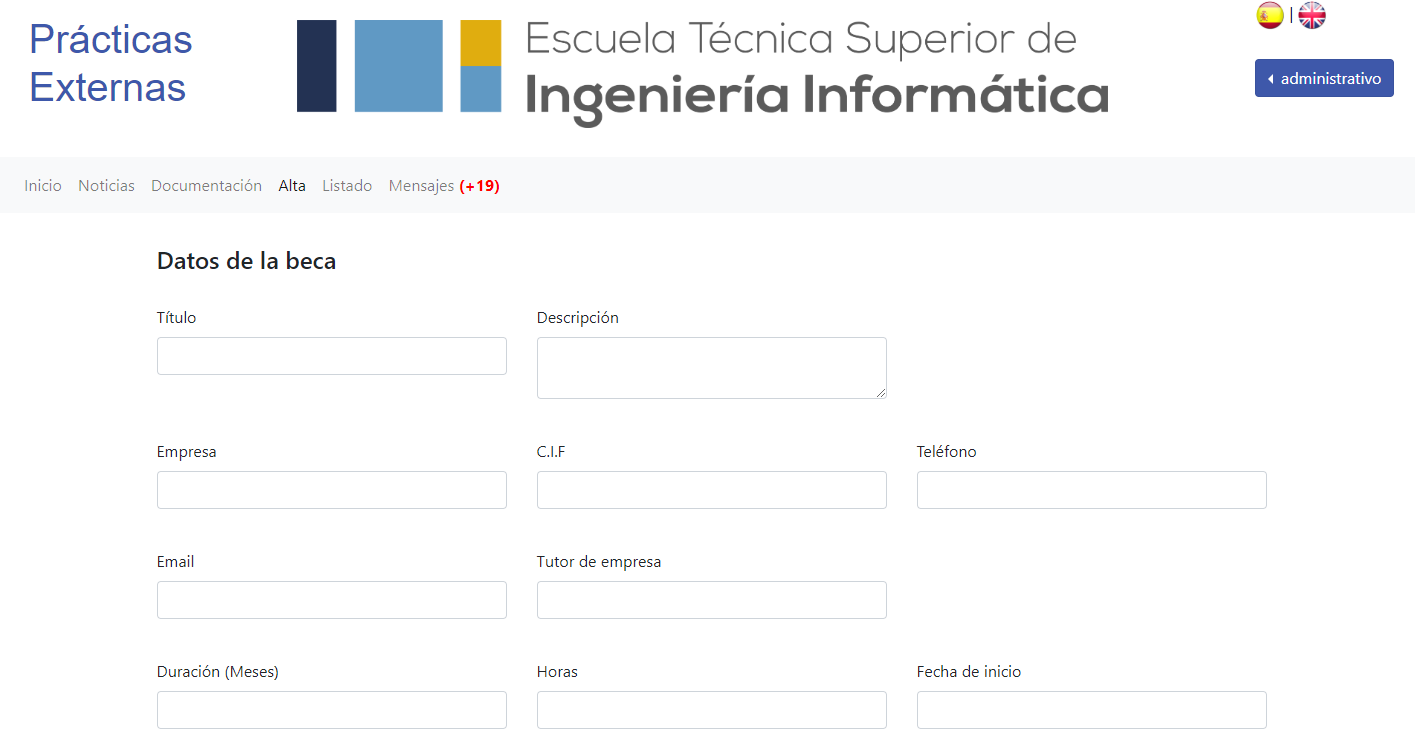 Prácticas
Externas
Escuela Técnica Superior de
Ingeniería Informática
|
administrativo
Inicio Noticias Documentación Alta Listado Mensajes (+19)
Datos de la beca
Título Descripción
Empresa C.I.F Teléfono
Email Tutor de empresa
Duración (Meses) Horas Fecha de inicio